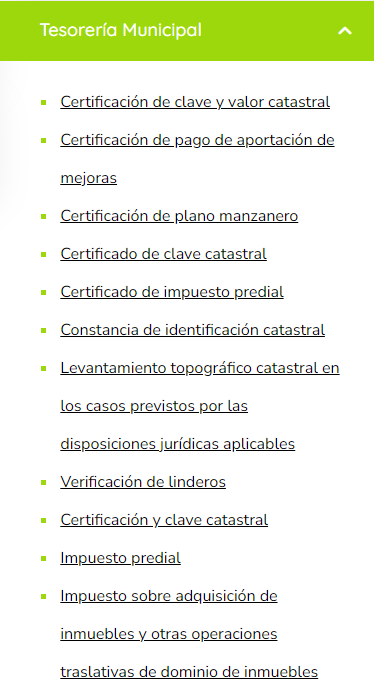 Tesorería Municipal
Certificación de clave y valor catastral
Certificación de pago de aportación de
mejoras
Certificación de plano manzanero
Certificado de clave catastral
Certificado de impuesto predial
Constancia de identificación catastral
Levantamiento topográfico catastral en
los casos previstos por las
disposiciones jurídicas aplicables
Verificación de linderos
Certificación y clave catastral
Impuesto predial
Impuesto sobre adquisición de
inmuebles y otras operaciones
traslativas de dominio de inmuebles